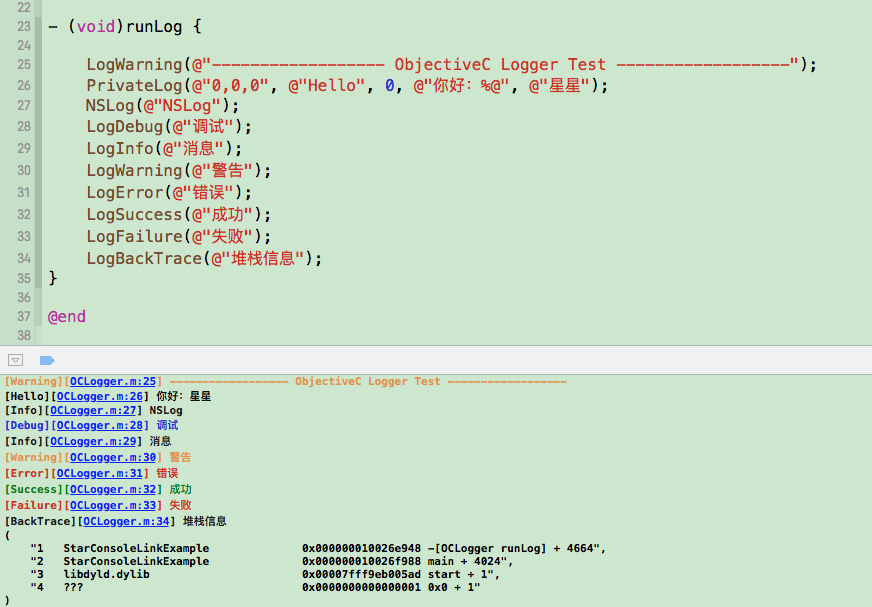 22
23 - (void)runLog {
24
25 LogWarning(@"------------------ ObjectiveC Logger Test ------------------");
26 PrivateLog(@"0,0,0", @"Hello", 0, @"你好：%@", @"星星");
27 NSLog(@"NSLog");
28 LogDebug(@"调试");
29 LogInfo(@"消息");
30 LogWarning(@"警告");
31 LogError(@"错误");
32 LogSuccess(@"成功");
33 LogFailure(@"失败");
34 LogBackTrace(@"堆栈信息");
35 }
36
37 @end
38
[Warning][OCLogger.m:25] ------------------ ObjectiveC Logger Test ------------------
[Hello][OCLogger.m:26] 你好：星星
[Info][OCLogger.m:27] NSLog
[Debug][OCLogger.m:28] 调试
[Info][OCLogger.m:29] 消息
[Warning][OCLogger.m:30] 警告
[Error][OCLogger.m:31] 错误
[Success][OCLogger.m:32] 成功
[Failure][OCLogger.m:33] 失败
[BackTrace][OCLogger.m:34] 堆栈信息
(
"1 StarConsoleLinkExample 0x000000010026e948 -[OCLogger runLog] + 4664",
"2 StarConsoleLinkExample 0x000000010026f988 main + 4024",
"3 libdyld.dylib 0x00007fff9eb005ad start + 1",
"4 ??? 0x0000000000000001 0x0 + 1"
)